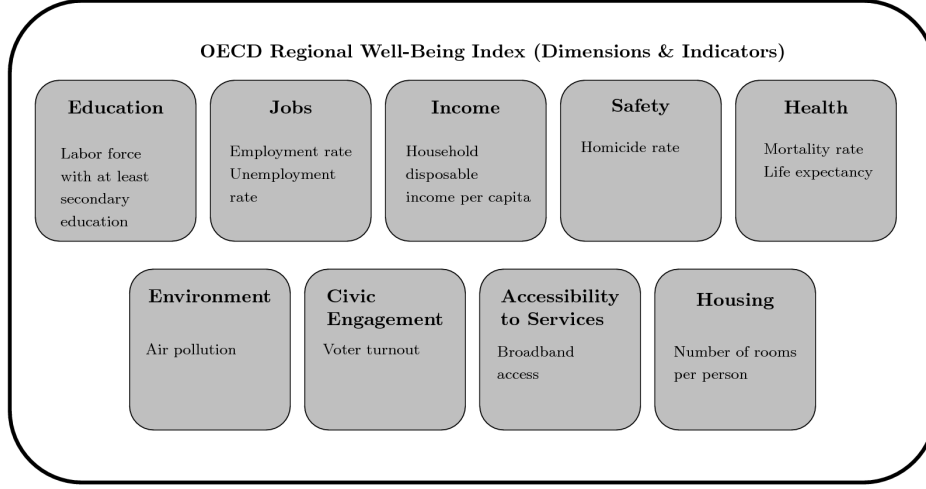 OECD Regional Well-Being Index (Dimensions & Indicators)
Education
Labor force
with at least
secondary
education
Jobs
Employment rate
Unemployment
rate
Income
Household
disposable
income per capita
Safety
Homicide rate
Health
Mortality rate
Life expectancy
Environment
Air pollution
Civic
Engagement
Voter turnout
Accessibility
to Services
Broadband
access
Housing
Number of rooms
per person